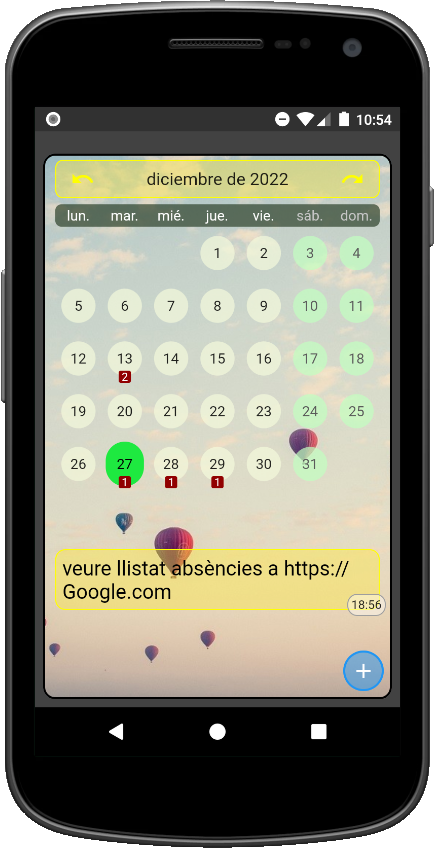 10:54
diciembre de 2022
lun. mar. mié. jue. vie. sáb. dom.
1 2 3 4
5 6 7 8 9 10 11
12 13 14 15 16 17 18
2
19 20 21 22 23 24 25
26 27 28 29 30 31
1 1 1
veure llistat absències a https://
Google.com
18:56